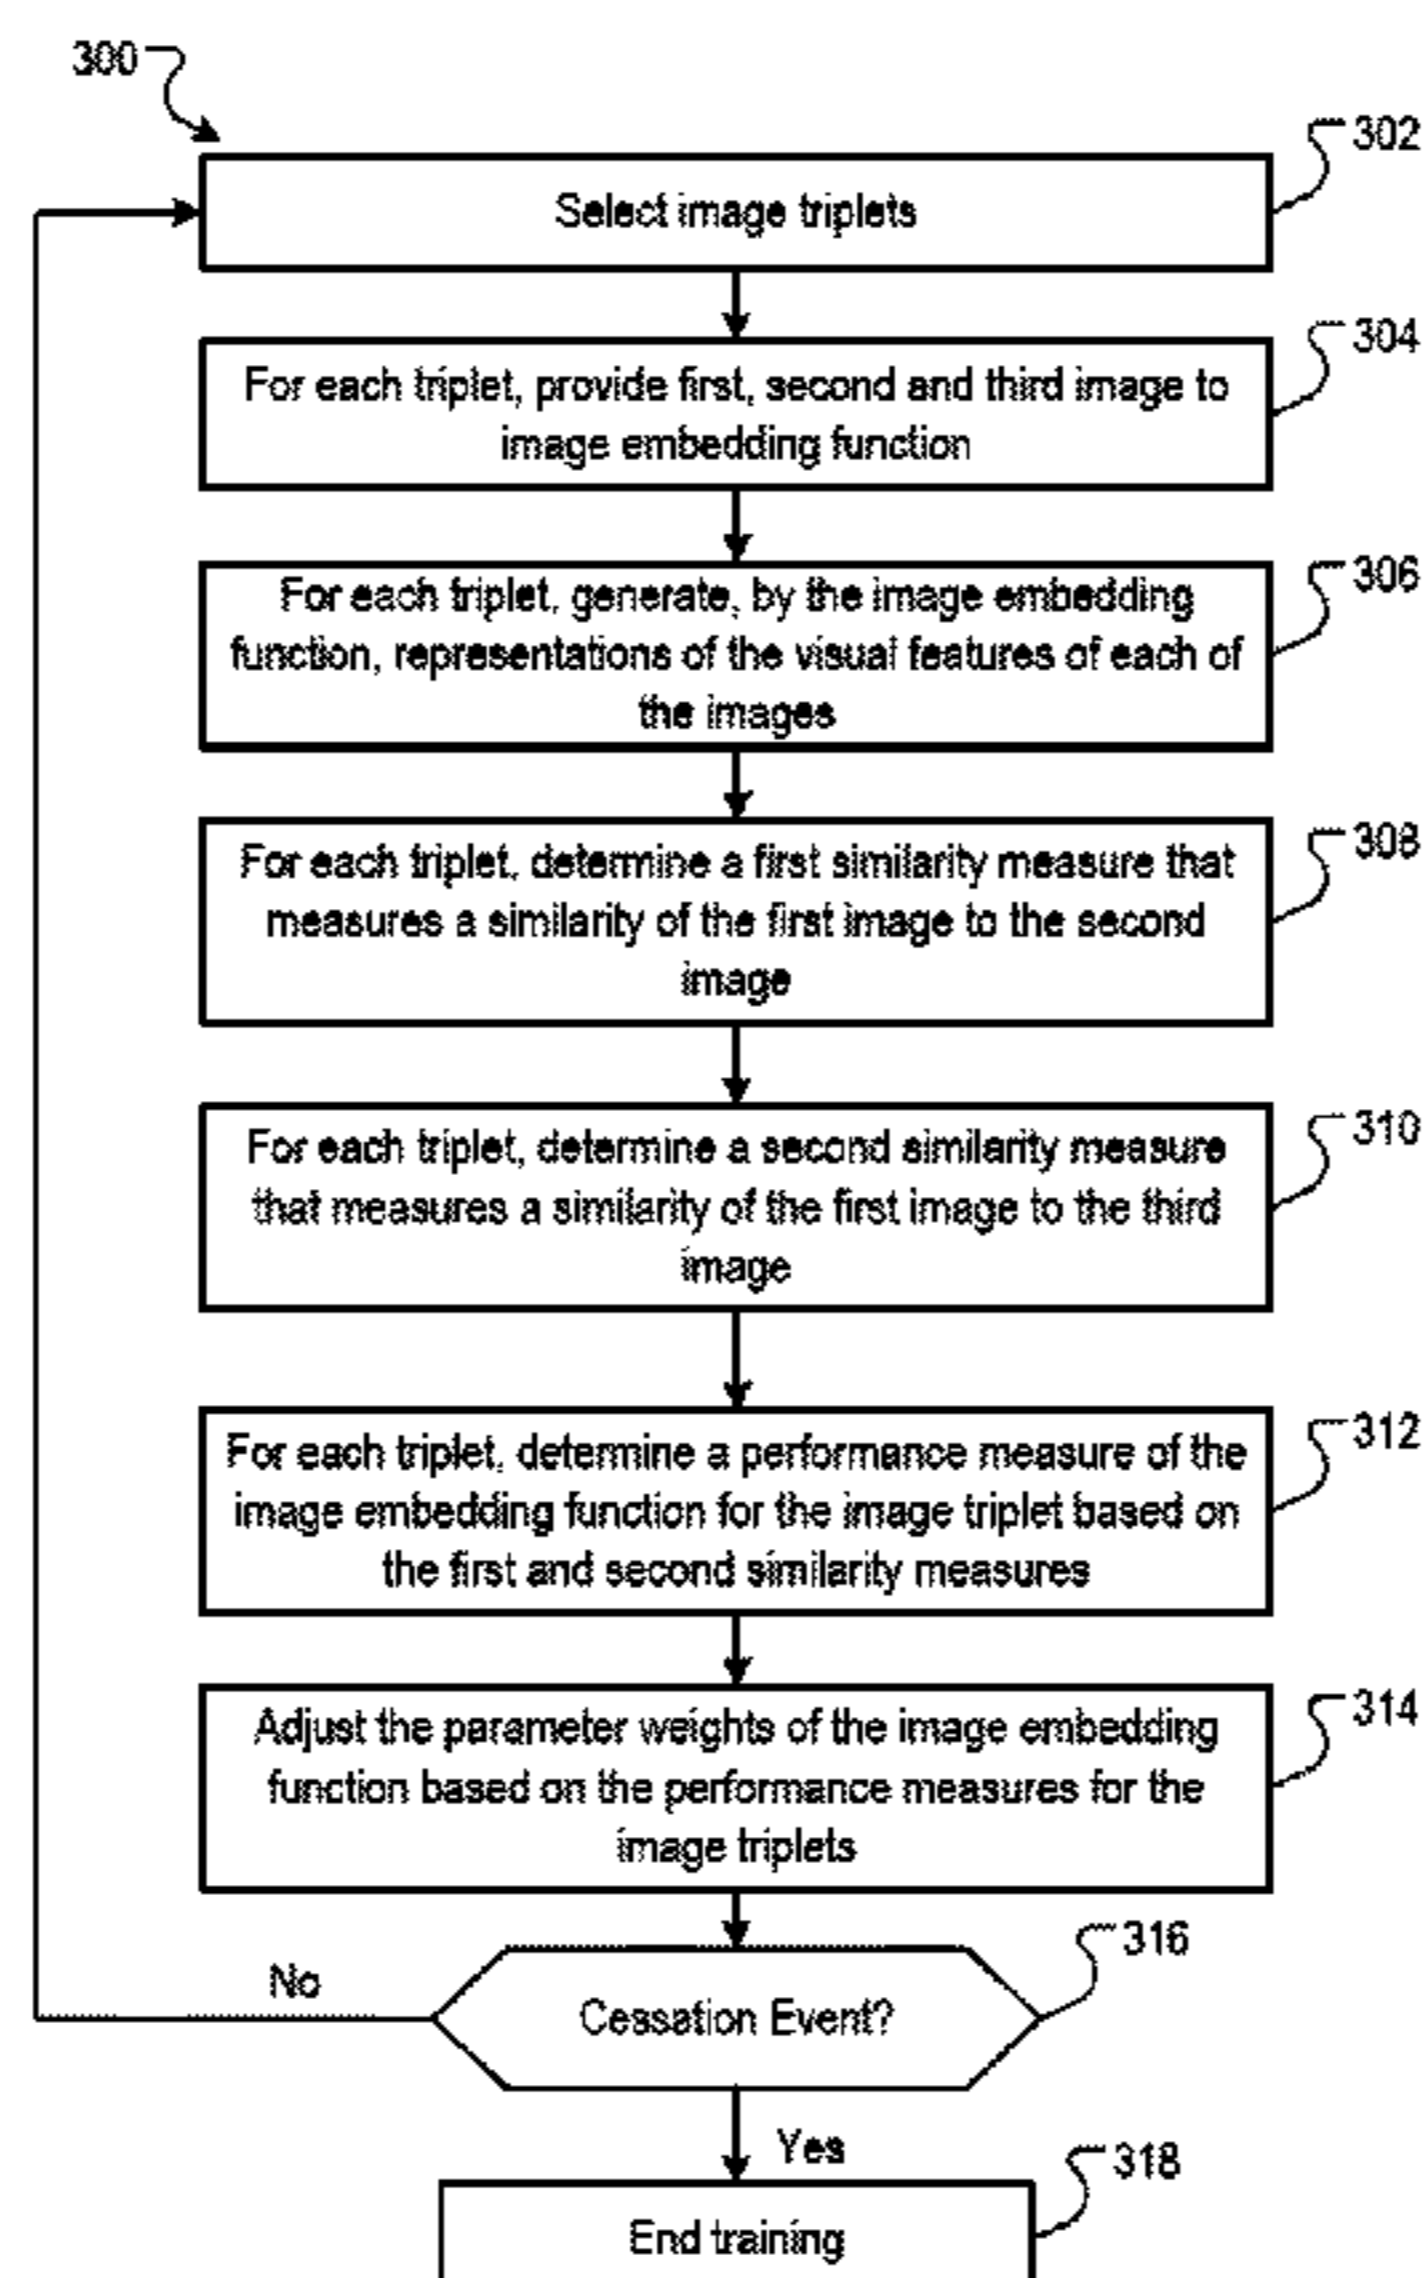 300
302
Select image triplets
304
For each triplet, provide first, second and third image to
image embedding function
306
For each triplet, generate, by the image embedding
function, representations of the visual features of each of
the images
308
For each triplet, determine a first similarity measure that
measures a similarity of the first image to the second
image
310
For each triplet, determine a second similarity measure
that measures a similarity of the first image to the third
image
312
For each triplet, determine a performance measure of the
image embedding function for the image triplet based on
the first and second similarity measures
314
Adjust the parameter weights of the image embedding
function based on the performance measures for the
image triplets
316
No
Cessation Event?
Yes
318
End training